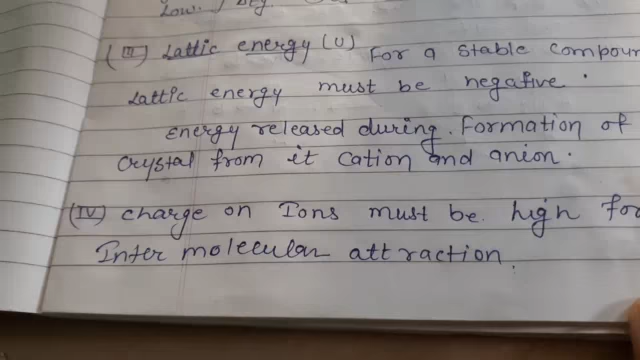 (III) Lattic energy (U) For a stable compoun
Lattic energy must be negative.
Energy released during. Formation of
crystal from it cation and anion.
(IV) charge on Ions must be. high for
Inter molecular attraction.